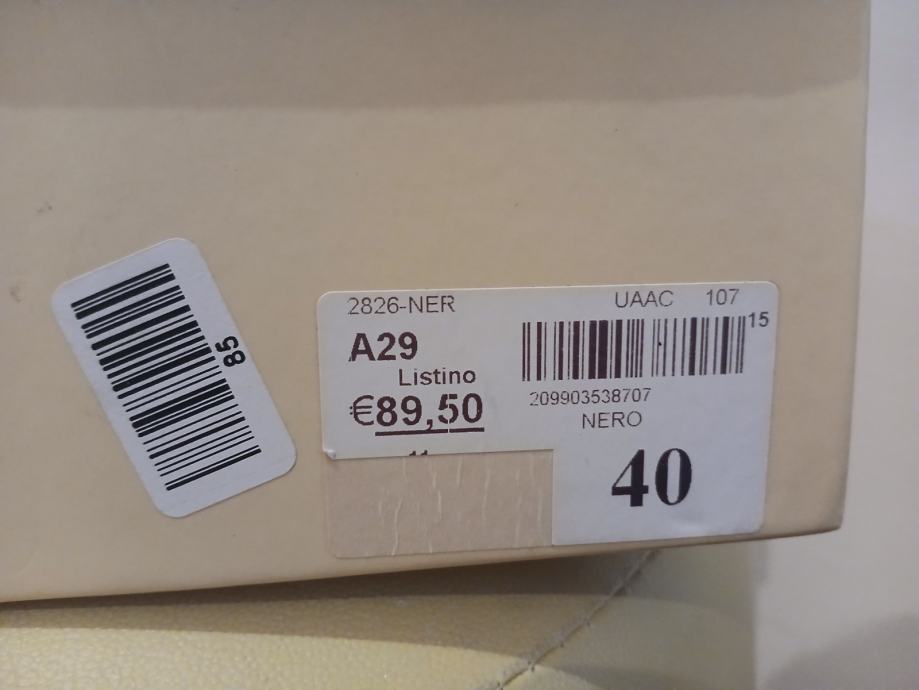 85
2826-NER UAAC 107
A29
15
Listino
€89,50
209903538707
NERO
40